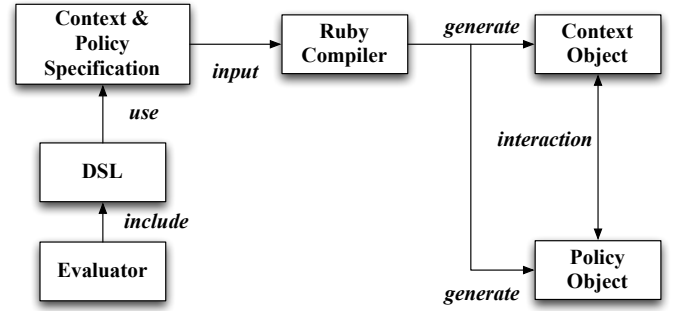 Context &
Policy
Specification
input
Ruby
Compiler
generate
Context
Object
use
interaction
DSL
include
Evaluator
Policy
Object
generate